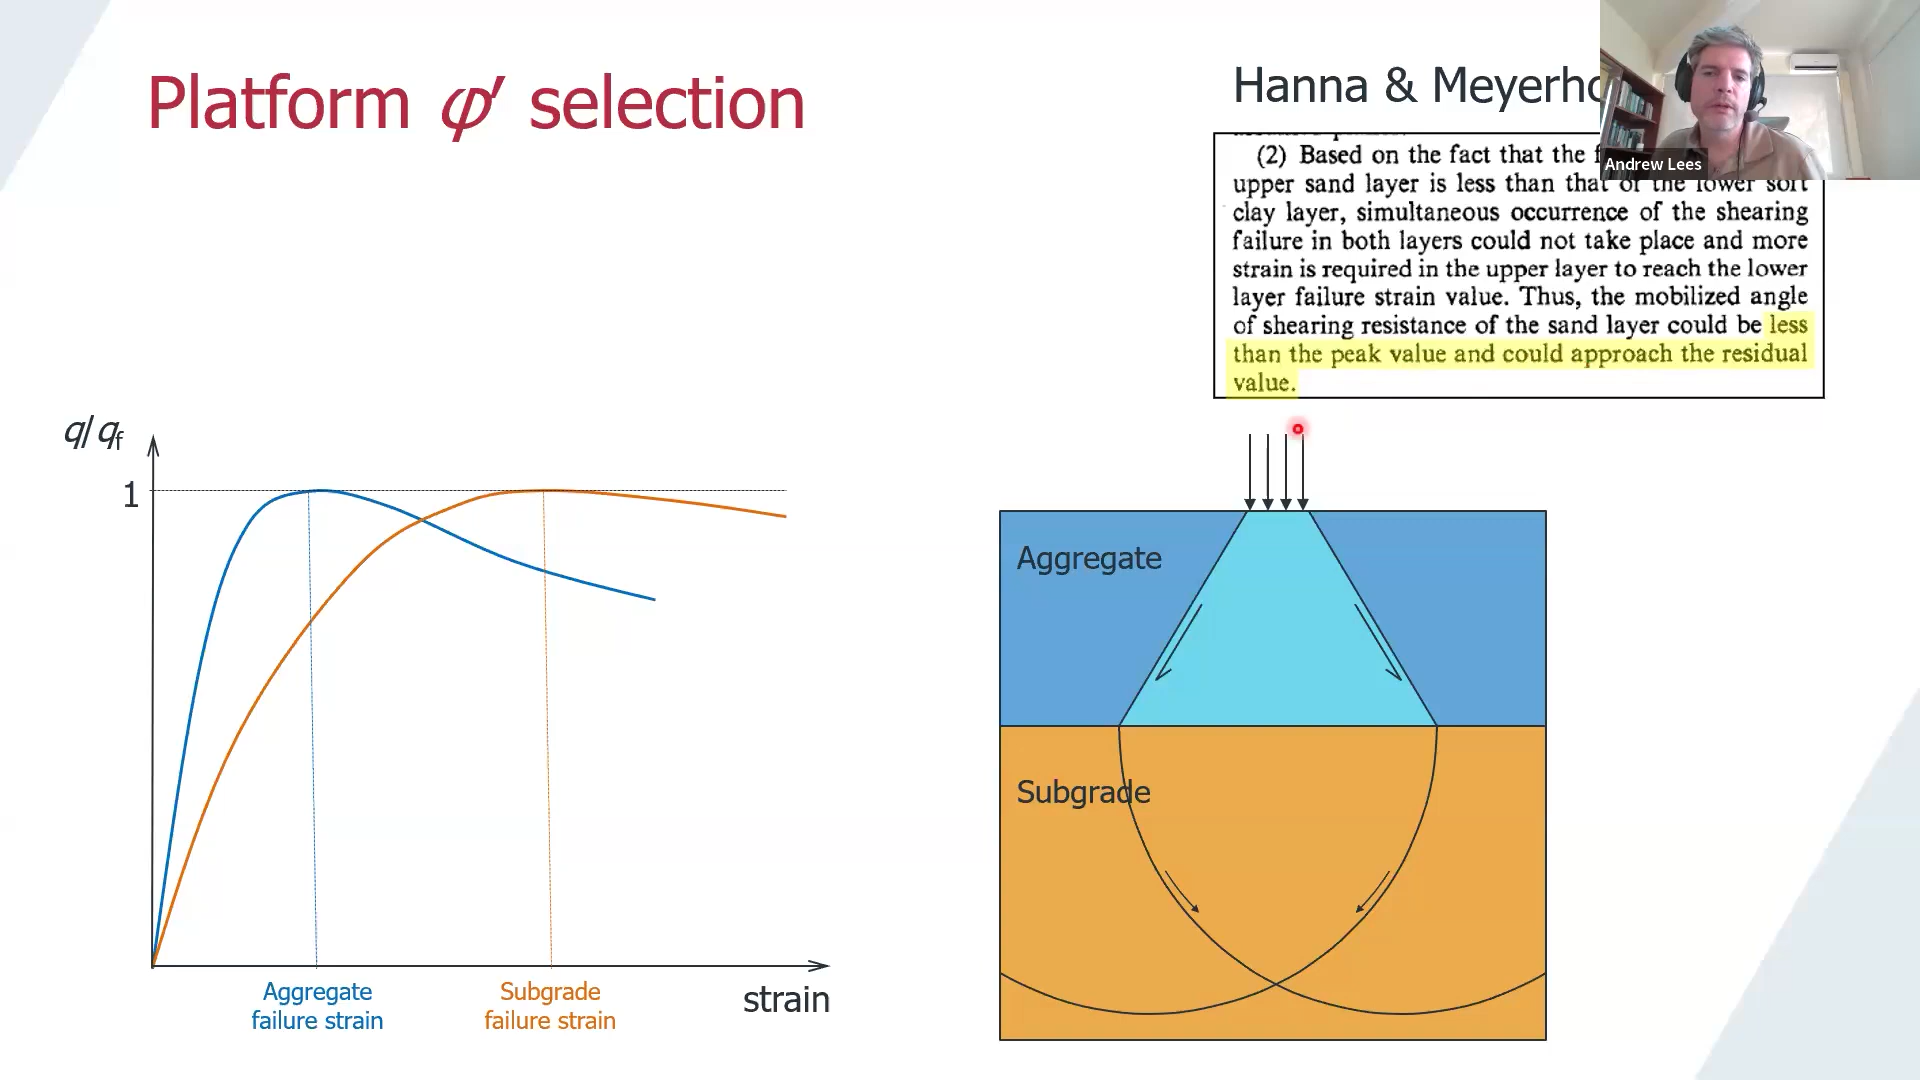 Platform φ′ selection
Hanna & Meyerho
Andrew Lees
(2) Based on the fact that the
upper sand layer is less than that of the lower soft
clay layer, simultaneous occurrence of the shearing
failure in both layers could not take place and more
strain is required in the upper layer to reach the lower
layer failure strain value. Thus, the mobilized angle
of shearing resistance of the sand layer could be less
than the peak value and could approach the residual
value.
q/qf
1
Aggregate
failure strain
Subgrade
failure strain
strain
Aggregate
Subgrade